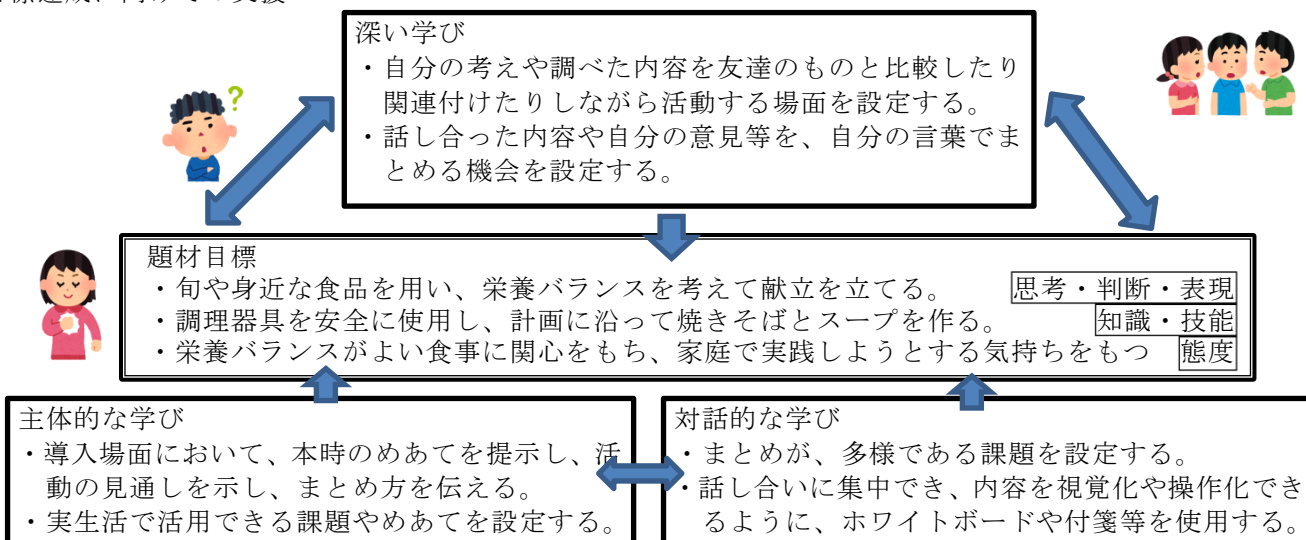 深い学び
・自分の考えや調べた内容を友達のものと比較したり
関連付けたりしながら活動する場面を設定する。
・話し合った内容や自分の意見等を、自分の言葉でま
とめる機会を設定する。
?
題材目標
・旬や身近な食品を用い、栄養バランスを考えて献立を立てる。 思考・判断・表現
・調理器具を安全に使用し、計画に沿って焼きそばとスープを作る。 知識・技能
・栄養バランスがよい食事に関心をもち、家庭で実践しようとする気持ちをもつ 態度
主体的な学び
・導入場面において、本時のめあてを提示し、活
動の見通しを示し、まとめ方を伝える。
・実生活で活用できる課題やめあてを設定する。
対話的な学び
・まとめが、多様である課題を設定する。
・話し合いに集中でき、内容を視覚化や操作化でき
るように、ホワイトボードや付箋等を使用する。